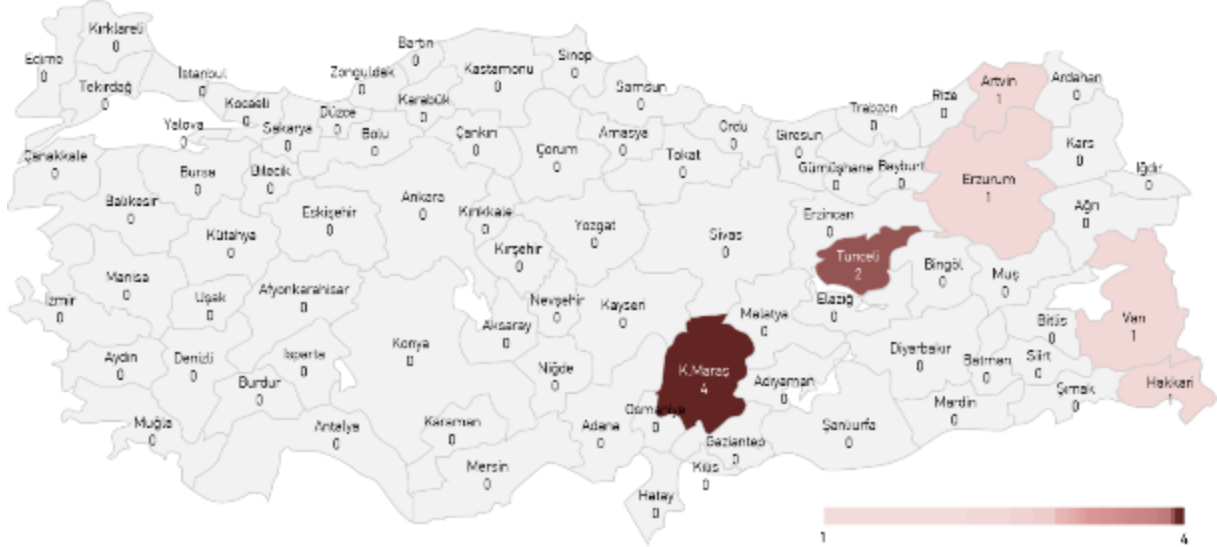 Kırklareli
0
Edirne
0
Tekirdağ
0
İstanbul
0
Kocaeli
0
Yalova
0
Sakarya
0
Düzce
0
Zonguldak
0
Bartın
0
Karabük
0
Kastamonu
0
Sinop
0
Samsun
0
Bolu
0
Çankırı
0
Çorum
0
Amasya
0
Tokat
0
Ordu
0
Giresun
0
Trabzon
0
Rize
0
Artvin
1
Ardahan
0
Gümüşhane
0
Bayburt
0
Erzurum
1
Kars
0
Iğdır
0
Ağrı
0
Çanakkale
0
Balıkesir
0
Bursa
0
Bilecik
0
Eskişehir
0
Kütahya
0
Ankara
0
Kırıkkale
0
Kırşehir
0
Yozgat
0
Sivas
0
Erzincan
0
Tunceli
2
Bingöl
0
Muş
0
Elazığ
0
Manisa
0
İzmir
0
Uşak
0
Afyonkarahisar
0
Konya
0
Aksaray
0
Nevşehir
0
Kayseri
0
Malatya
0
Bitlis
0
Van
1
Aydın
0
Denizli
0
Isparta
0
Burdur
0
Niğde
0
K.Maraş
4
Adıyaman
0
Diyarbakır
0
Batman
0
Siirt
0
Şırnak
0
Hakkari
1
Muğla
0
Antalya
0
Karaman
0
Mersin
0
Adana
0
Osmaniye
0
Gaziantep
0
Kilis
0
Hatay
0
Şanlıurfa
0
Mardin
0
1
4